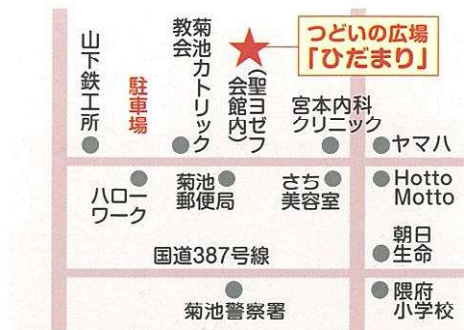 つどいの広場
「ひだまり」
山下鉄工所
駐車場
菊池カトリック
教会
(聖ヨゼフ
会館内)
宮本内科
クリニック
ヤマハ
ハロー
ワーク
菊池
郵便局
さち
美容室
Hotto
Motto
国道387号線
朝日
生命
菊池警察署
隈府
小学校